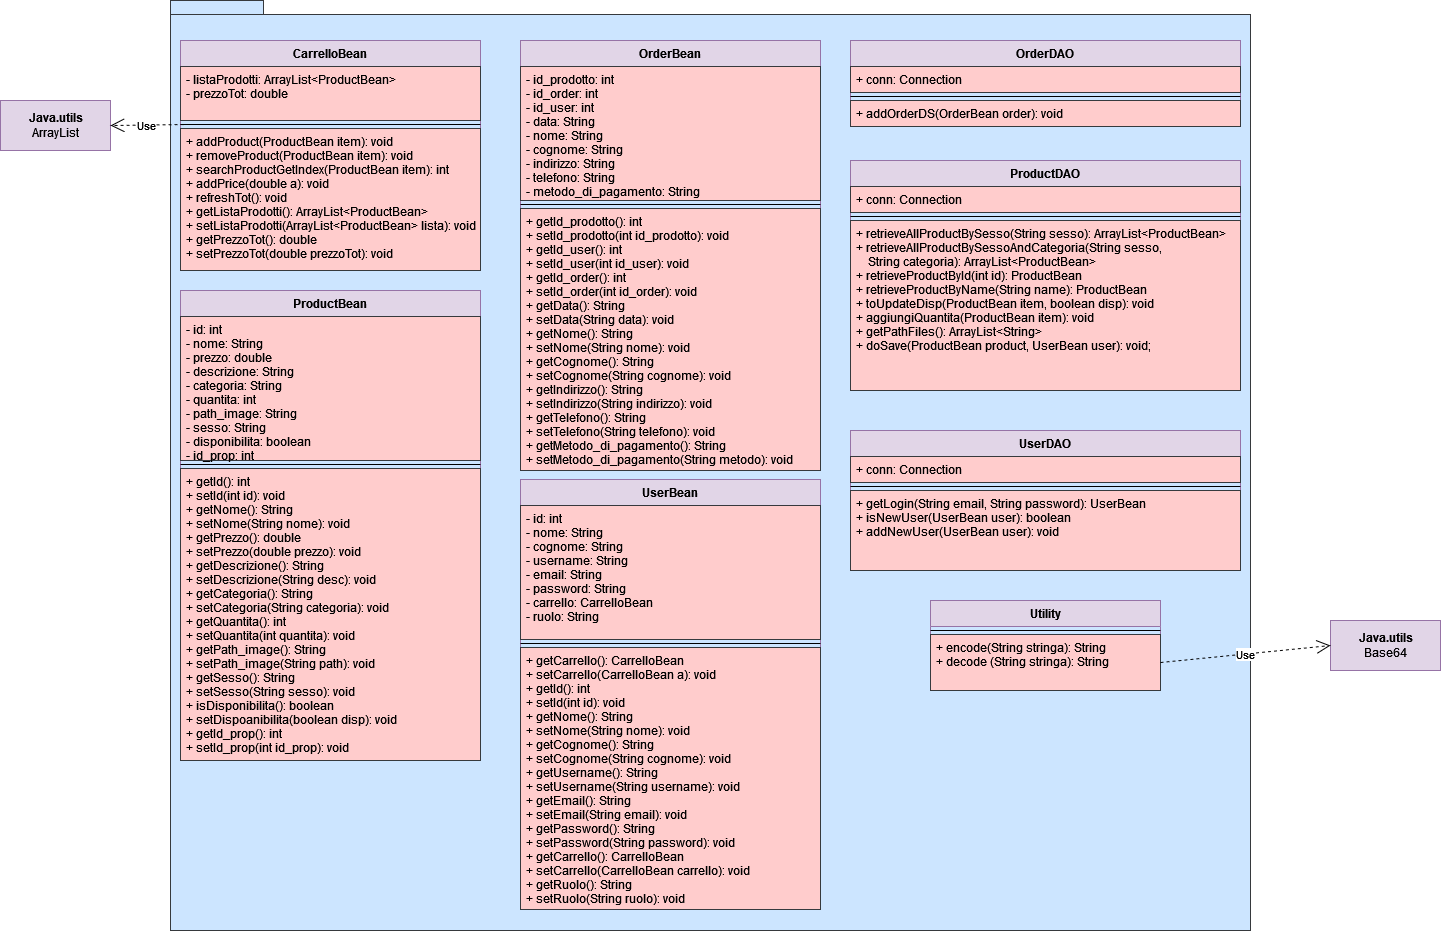 Java.utils
ArrayList
Use
CarrelloBean
- listaProdotti: ArrayList<ProductBean>
- prezzoTot: double
+ addProduct(ProductBean item): void
+ removeProduct(ProductBean item): void
+ searchProductGetIndex(ProductBean item): int
+ addPrice(double a): void
+ refreshTot(): void
+ getListaProdotti(): ArrayList<ProductBean>
+ setListaProdotti(ArrayList<ProductBean> lista): void
+ getPrezzoTot(): double
+ setPrezzoTot(double prezzoTot): void
ProductBean
- id: int
- nome: String
- prezzo: double
- descrizione: String
- categoria: String
- quantita: int
- path_image: String
- sesso: String
- disponibilita: boolean
- id_prop: int
+ getId(): int
+ setId(int id): void
+ getNome(): String
+ setNome(String nome): void
+ getPrezzo(): double
+ setPrezzo(double prezzo): void
+ getDescrizione(): String
+ setDescrizione(String desc): void
+ getCategoria(): String
+ setCategoria(String categoria): void
+ getQuantita(): int
+ setQuantita(int quantita): void
+ getPath_image(): String
+ setPath_image(String path): void
+ getSesso(): String
+ setSesso(String sesso): void
+ isDisponibilita(): boolean
+ setDispoanibilita(boolean disp): void
+ getId_prop(): int
+ setId_prop(int id_prop): void
OrderBean
- id_prodotto: int
- id_order: int
- id_user: int
- data: String
- nome: String
- cognome: String
- indirizzo: String
- telefono: String
- metodo_di_pagamento: String
+ getId_prodotto(): int
+ setId_prodotto(int id_prodotto): void
+ getId_user(): int
+ setId_user(int id_user): void
+ getId_order(): int
+ setId_order(int id_order): void
+ getData(): String
+ setData(String data): void
+ getNome(): String
+ setNome(String nome): void
+ getCognome(): String
+ setCognome(String cognome): void
+ getIndirizzo(): String
+ setIndirizzo(String indirizzo): void
+ getTelefono(): String
+ setTelefono(String telefono): void
+ getMetodo_di_pagamento(): String
+ setMetodo_di_pagamento(String metodo): void
UserBean
- id: int
- nome: String
- cognome: String
- username: String
- email: String
- password: String
- carrello: CarrelloBean
- ruolo: String
+ getCarrello(): CarrelloBean
+ setCarrello(CarrelloBean a): void
+ getId(): int
+ setId(int id): void
+ getNome(): String
+ setNome(String nome): void
+ getCognome(): String
+ setCognome(String cognome): void
+ getUsername(): String
+ setUsername(String username): void
+ getEmail(): String
+ setEmail(String email): void
+ getPassword(): String
+ setPassword(String password): void
+ getCarrello(): CarrelloBean
+ setCarrello(CarrelloBean carrello): void
+ getRuolo(): String
+ setRuolo(String ruolo): void
OrderDAO
+ conn: Connection
+ addOrderDS(OrderBean order): void
ProductDAO
+ conn: Connection
+ retrieveAllProductBySesso(String sesso): ArrayList<ProductBean>
+ retrieveAllProductBySessoAndCategoria(String sesso,
String categoria): ArrayList<ProductBean>
+ retrieveProductById(int id): ProductBean
+ retrieveProductByName(String name): ProductBean
+ toUpdateDisp(ProductBean item, boolean disp): void
+ aggiungiQuantita(ProductBean item): void
+ getPathFiles(): ArrayList<String>
+ doSave(ProductBean product, UserBean user): void;
UserDAO
+ conn: Connection
+ getLogin(String email, String password): UserBean
+ isNewUser(UserBean user): boolean
+ addNewUser(UserBean user): void
Utility
+ encode(String stringa): String
+ decode (String stringa): String
Use
Java.utils
Base64